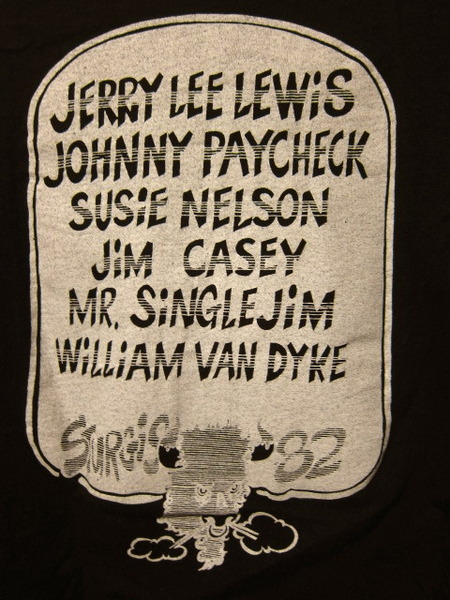 JERRY LEE LEWiS
JOHNNY PAYCHECK
SUSiE NELSON
JiM CASEY
MR. SiNGLEJiM
WiLLiAM VAN DYKE
STURGiS 82